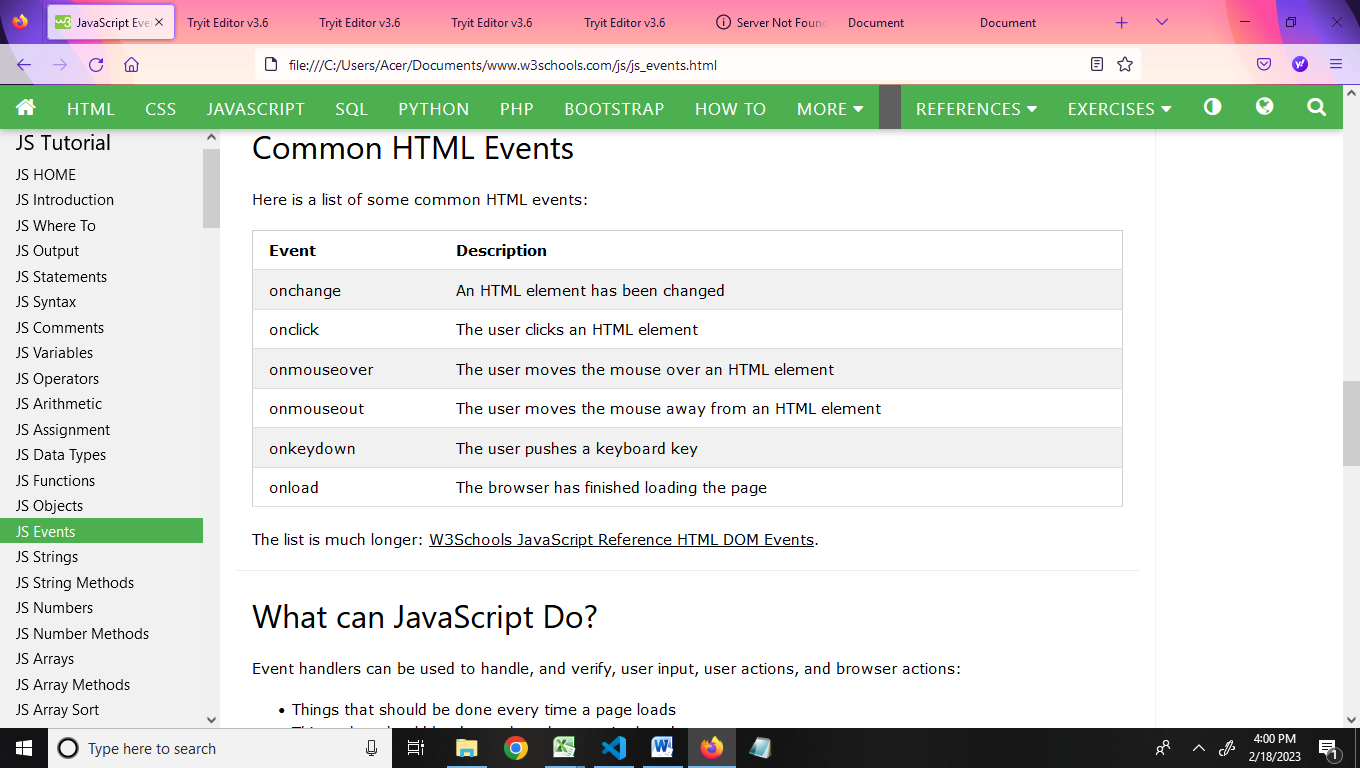 JavaScript Eve
Tryit Editor v3.6
Tryit Editor v3.6
Tryit Editor v3.6
Tryit Editor v3.6
Server Not Foun
Document
Document
file:///C:/Users/Acer/Documents/www.w3schools.com/js/js_events.html
HTML CSS JAVASCRIPT SQL PYTHON PHP BOOTSTRAP HOW TO MORE REFERENCES EXERCISES
JS Tutorial
JS HOME
JS Introduction
JS Where To
JS Output
JS Statements
JS Syntax
JS Comments
JS Variables
JS Operators
JS Arithmetic
JS Assignment
JS Data Types
JS Functions
JS Objects
JS Events
JS Strings
JS String Methods
JS Numbers
JS Number Methods
JS Arrays
JS Array Methods
JS Array Sort
Common HTML Events
Here is a list of some common HTML events:
Event Description
onchange An HTML element has been changed
onclick The user clicks an HTML element
onmouseover The user moves the mouse over an HTML element
onmouseout The user moves the mouse away from an HTML element
onkeydown The user pushes a keyboard key
onload The browser has finished loading the page
The list is much longer: W3Schools JavaScript Reference HTML DOM Events.
What can JavaScript Do?
Event handlers can be used to handle, and verify, user input, user actions, and browser actions:
• Things that should be done every time a page loads
Type here to search
4:00 PM
2/18/2023
1